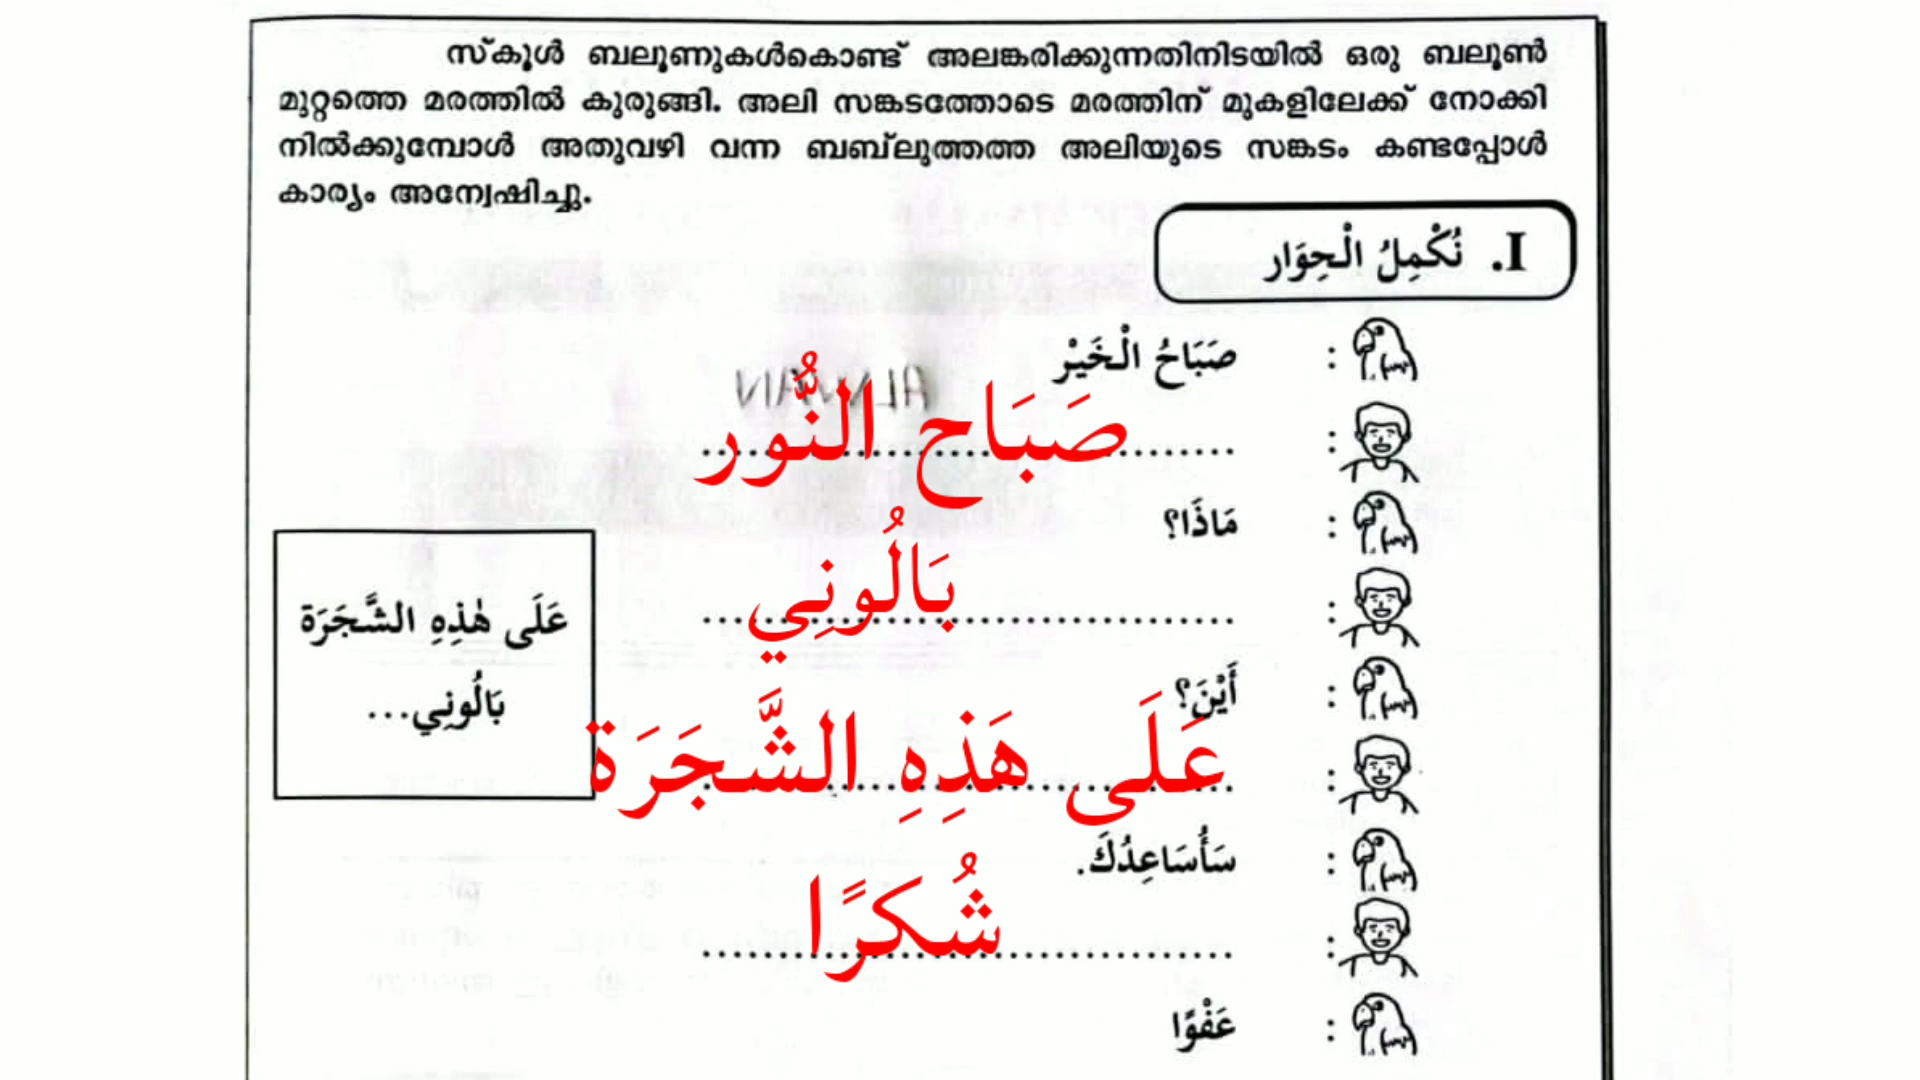 സ്കൂൾ ബലൂണുകൾകൊണ്ട് അലങ്കരിക്കുന്നതിനിടയിൽ ഒരു ബലൂൺ
മുറ്റത്തെ മരത്തിൽ കുരുങ്ങി. അലി സങ്കടത്തോടെ മരത്തിന് മുകളിലേക്ക് നോക്കി
നിൽക്കുമ്പോൾ അതുവഴി വന്ന ബബ്ലുത്തത്ത അലിയുടെ സങ്കടം കണ്ടപ്പോൾ
കാര്യം അന്വേഷിച്ചു.
I. نُكْمِلُ الْحِوَار
: صَبَاحُ الْخَيْر
: صَبَاح النُّور
: مَاذَا؟
: بَالُونِي
: أَيْنَ؟
: عَلَى هَذِهِ الشَّجَرَة
: سَأُسَاعِدُكَ.
: شُكرًا
: عَفْوًا
عَلَى هٰذِهِ الشَّجَرَة
بَالُونِي...